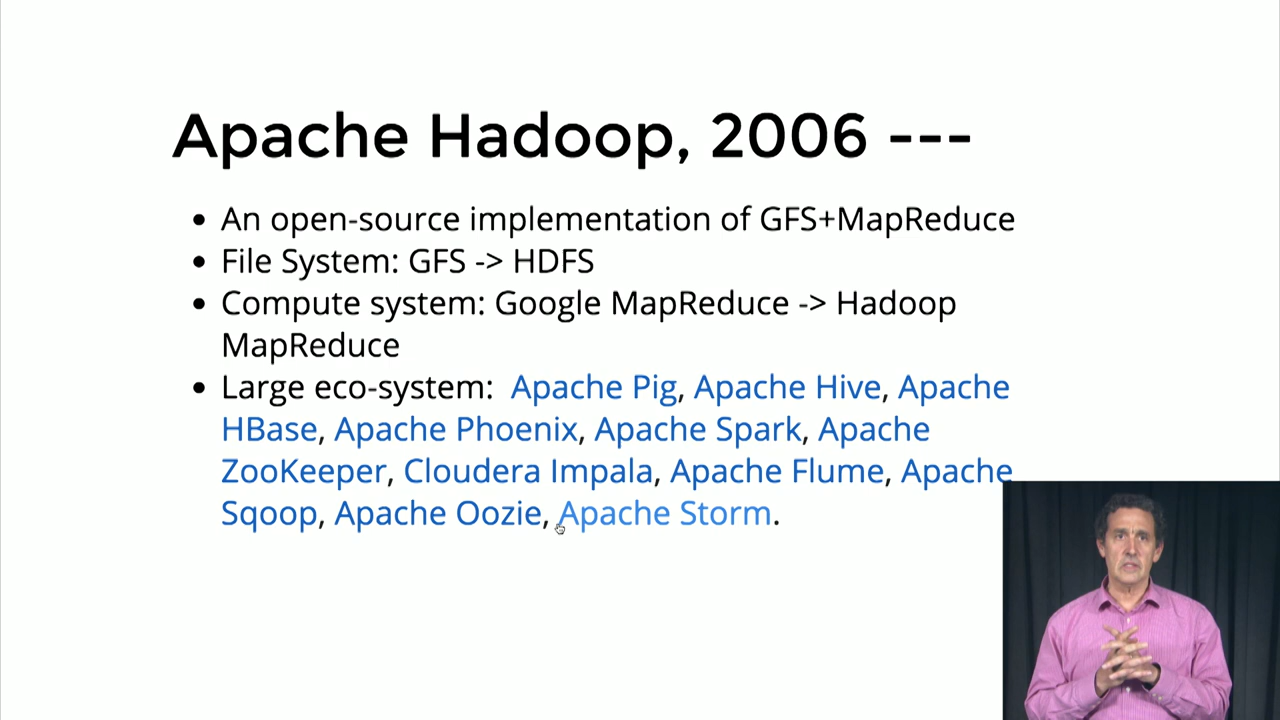 Apache Hadoop, 2006 ---
An open-source implementation of GFS+MapReduce
File System: GFS -> HDFS
Compute system: Google MapReduce -> Hadoop
MapReduce
Large eco-system: Apache Pig, Apache Hive, Apache
HBase, Apache Phoenix, Apache Spark, Apache
ZooKeeper, Cloudera Impala, Apache Flume, Apache
Sqoop, Apache Oozie, Apache Storm.